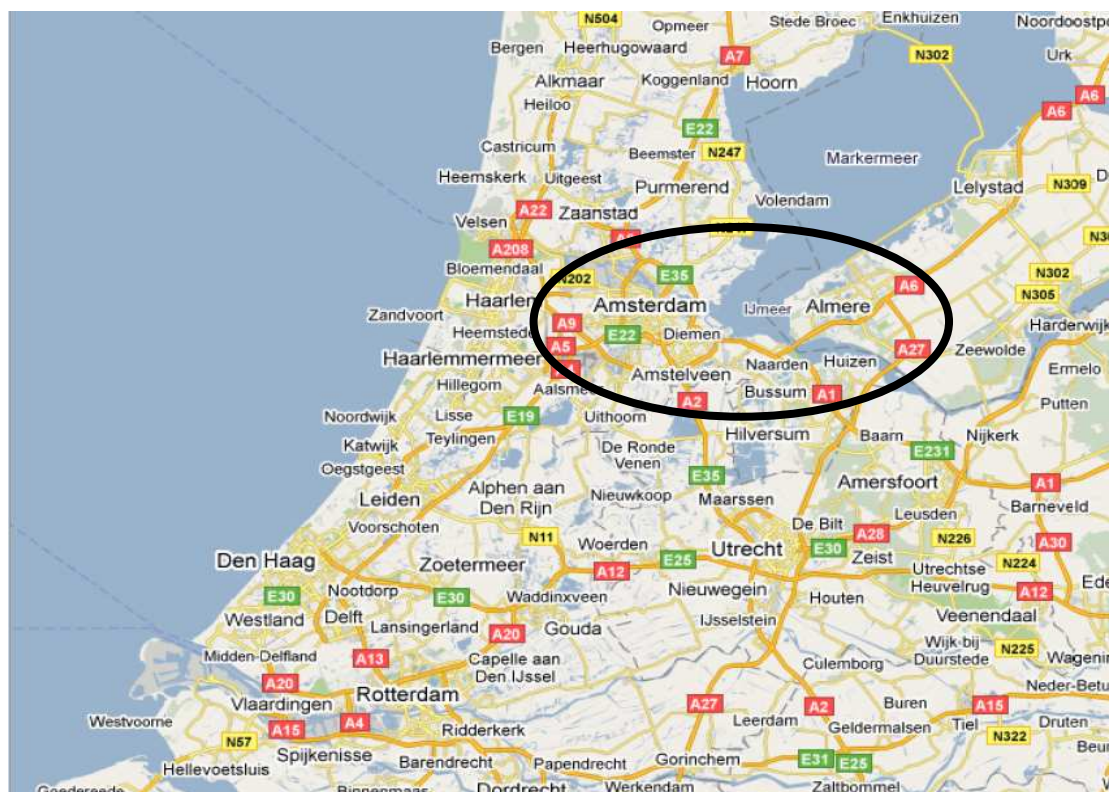 N504
Opmeer
Stede Broec
Enkhuizen
Bergen
Heerhugowaard
A7
N302
Urk
Alkmaar
Koggenland
Hoorn
Heiloo
A6
A6
E22
Castricum
Beemster
N247
Markermeer
Heemskerk
Uitgeest
Purmerend
Lelystad
N309
Volendam
A22
Zaanstad
Velsen
A208
Bloemendaal
N202
E35
A6
N302
N305
Haarlem
Amsterdam
IJmeer
Almere
Zandvoort
Heemstede
A9
E22
Diemen
Harderwijk
A5
Haarlemmermeer
Naarden
Huizen
A27
Zeewolde
Ermelo
Hillegom
Aalsmeer
Amstelveen
Bussum
A1
Putten
Noordwijk
Lisse
E19
Uithoorn
A2
Katwijk
Teylingen
De Ronde
Venen
Hilversum
Baarn
Nijkerk
E231
Oegstgeest
Leiden
Alphen aan
Den Rijn
Nieuwkoop
E35
Maarssen
Amersfoort
A1
Barneveld
Leusden
Voorschoten
De Bilt
N11
Woerden
Utrecht
E30
A28
N226
A30
Den Haag
Zoetermeer
A12
E25
Zeist
Utrechtse
Heuvelrug
N224
Nootdorp
E30
E30
Waddinxveen
Nieuwegein
Houten
A12
Westland
Delft
Lansingerland
Gouda
IJsselstein
Veenendaal
A20
Midden-Delfland
A13
Capelle aan
Den IJssel
Culemborg
Wijk bij
Duurstede
N225
A20
Rotterdam
Vlaardingen
A27
A2
Buren
A15
Westvoorne
A15
A4
Ridderkerk
Leerdam
Geldermalsen
Tiel
Druten
N57
Spijkenisse
N322
Hellevoetsluis
Barendrecht
Papendrecht
Gorinchem
E31
E25
Goedereede
Dordrecht
Werkendam
Zaltbommel